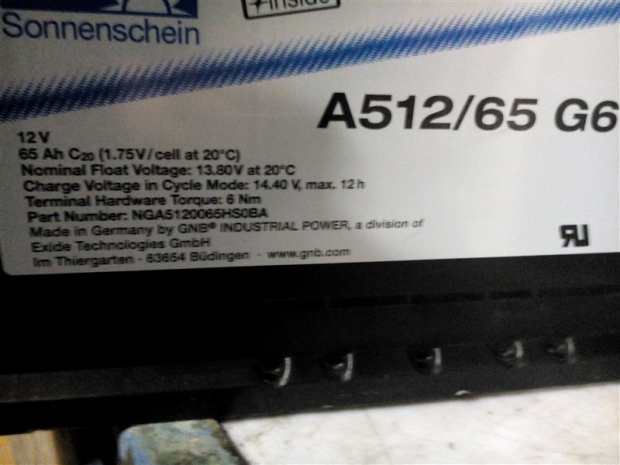 Sonnenschein
inside
A512/65 G6
12V
65 Ah C20 (1.75V/cell at 20°C)
Nominal Float Voltage: 13.80V at 20°C
Charge Voltage in Cycle Mode: 14.40 V, max. 12h
Terminal Hardware Torque: 6 Nm
Part Number: NGA5120065HS0BA
Made in Germany by GNB® INDUSTRIAL POWER, a division of
Exide Technologies GmbH
Im Thiergarten - 63654 Büdingen - www.gnb.com